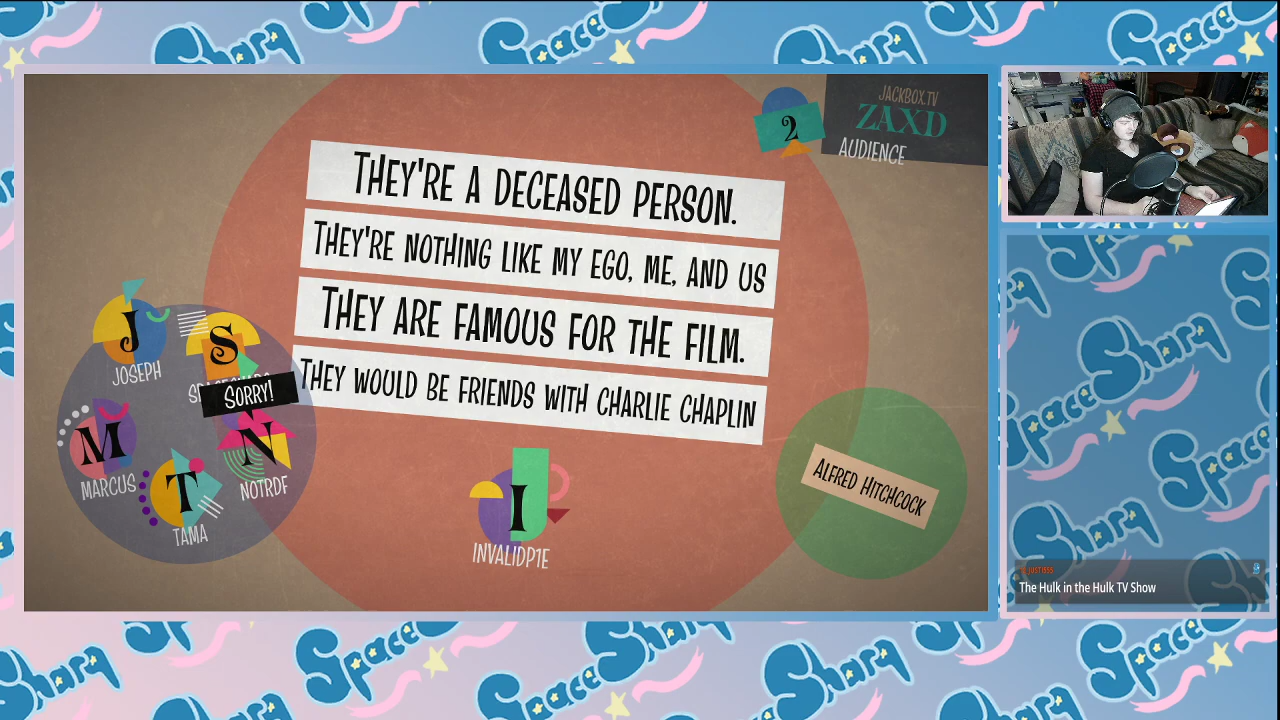 JACKBOX.TV
ZAXD
2
AUDIENCE
THEY'RE A DECEASED PERSON.
THEY'RE NOTHING LIKE MY EGO, ME, AND US
THEY ARE FAMOUS FOR THE FILM.
THEY WOULD BE FRIENDS WITH CHARLIE CHAPLIN
J
JOSEPH
S
SORRY!
M
MARCUS
N
NOTRDF
T
TAMA
I
INVALIDP1E
ALFRED HITCHCOCK
The Hulk in the Hulk TV Show
Space Sharq